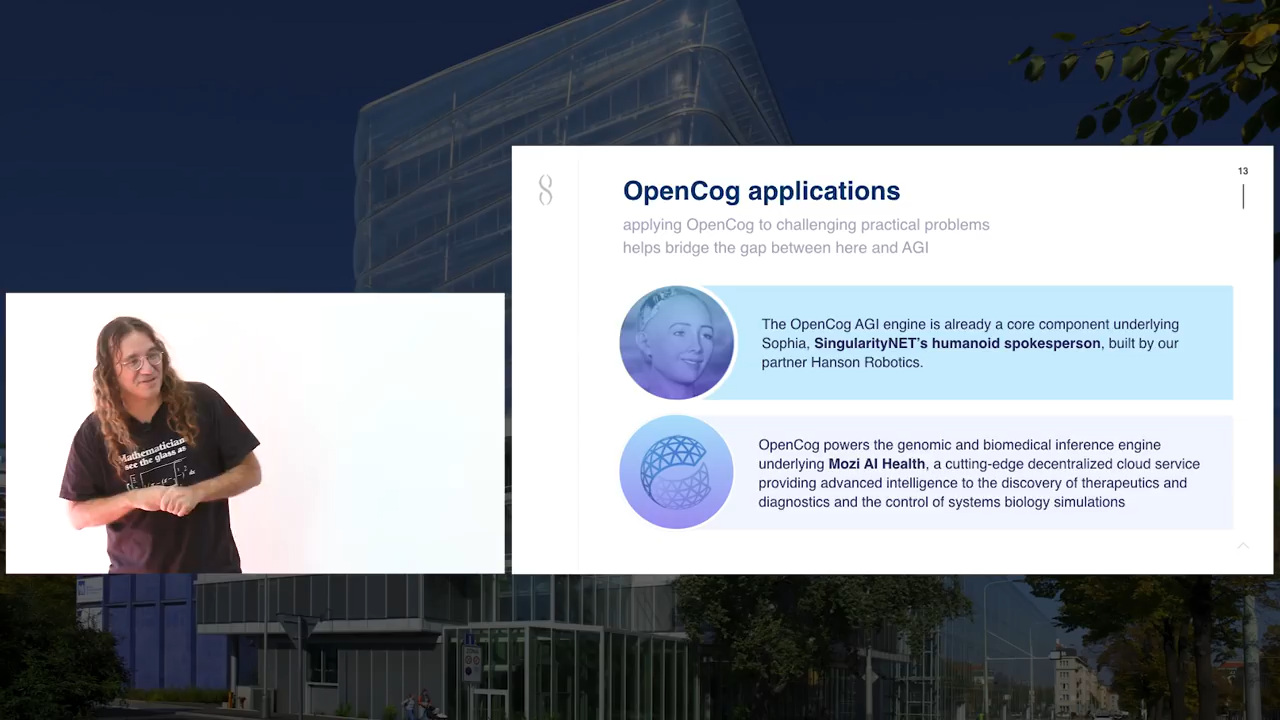 13
OpenCog applications
applying OpenCog to challenging practical problems
helps bridge the gap between here and AGI
The OpenCog AGI engine is already a core component underlying
Sophia, SingularityNET's humanoid spokesperson, built by our
partner Hanson Robotics.
OpenCog powers the genomic and biomedical inference engine
underlying Mozi AI Health, a cutting-edge decentralized cloud service
providing advanced intelligence to the discovery of therapeutics and
diagnostics and the control of systems biology simulations
Mathematician
see the glass as